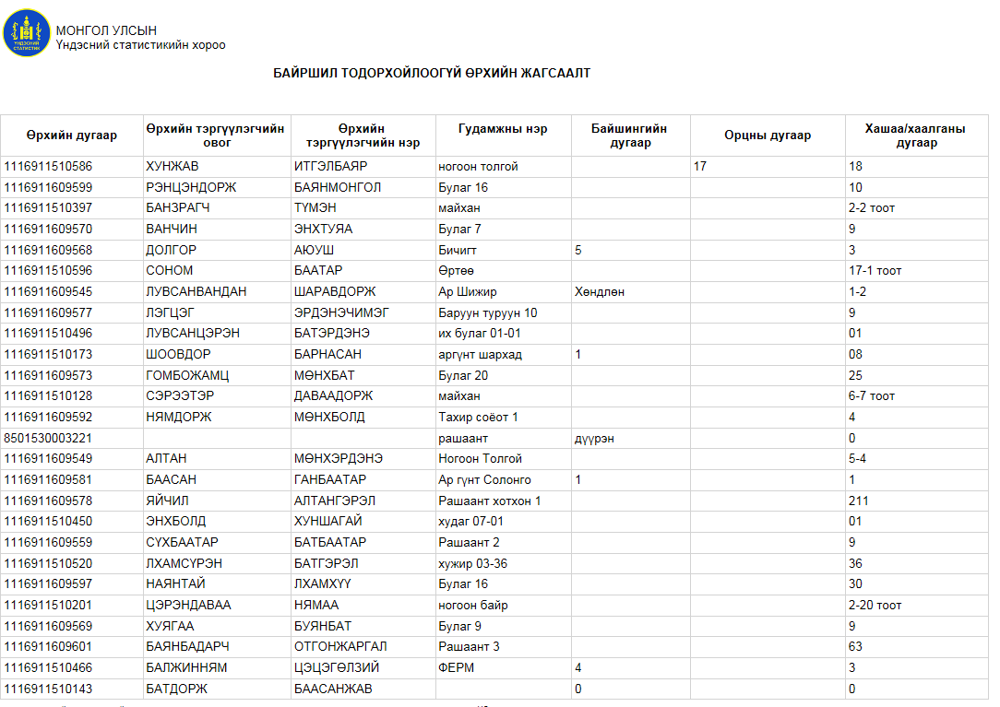 ҮНДЭСНИЙ
СТАТИСТИК
МОНГОЛ УЛСЫН
Үндэсний статистикийн хороо
БАЙРШИЛ ТОДОРХОЙЛООГҮЙ ӨРХИЙН ЖАГСААЛТ
Өрхийн дугаар Өрхийн тэргүүлэгчийн овог Өрхийн тэргүүлэгчийн нэр Гудамжны нэр Байшингийн дугаар Орцны дугаар Хашаа/хаалганы дугаар
1116911510586 ХУНЖАВ ИТГЭЛБАЯР ногоон толгой 17 18
1116911609599 РЭНЦЭНДОРЖ БАЯНМОНГОЛ Булаг 16 10
1116911510397 БАНЗРАГЧ ТҮМЭН майхан 2-2 тоот
1116911609570 ВАНЧИН ЭНХТУЯА Булаг 7 9
1116911609568 ДОЛГОР АЮУШ Бичигт 5 3
1116911510596 СОНОМ БААТАР Өртөө 17-1 тоот
1116911609545 ЛУВСАНВАНДАН ШАРАВДОРЖ Ар Шижир Хөндлөн 1-2
1116911609577 ЛЭГЦЭГ ЭРДЭНЭЧИМЭГ Баруун туруун 10 9
1116911510496 ЛУВСАНЦЭРЭН БАТЭРДЭНЭ их булаг 01-01 01
1116911510173 ШООВДОР БАРНАСАН аргүнт шархад 1 08
1116911609573 ГОМБОЖАМЦ МӨНХБАТ Булаг 20 25
1116911510128 СЭРЭЭТЭР ДАВААДОРЖ майхан 6-7 тоот
1116911609592 НЯМДОРЖ МӨНХБОЛД Тахир соёот 1 4
8501530003221 рашаант дүүрэн 0
1116911609549 АЛТАН МӨНХЭРДЭНЭ Ногоон Толгой 5-4
1116911609581 БААСАН ГАНБААТАР Ар гүнт Солонго 1 1
1116911609578 ЯЙЧИЛ АЛТАНГЭРЭЛ Рашаант хотхон 1 211
1116911510450 ЭНХБОЛД ХУНШАГАЙ худаг 07-01 01
1116911609559 СҮХБААТАР БАТБААТАР Рашаант 2 9
1116911510520 ЛХАМСҮРЭН БАТГЭРЭЛ хужир 03-36 36
1116911609597 НАЯНТАЙ ЛХАМХҮҮ Булаг 16 30
1116911510201 ЦЭРЭНДАВАА НЯМАА ногоон байр 2-20 тоот
1116911609569 ХУЯГАА БУЯНБАТ Булаг 9 9
1116911609601 БАЯНБАДАРЧ ОТГОНЖАРГАЛ Рашаант 3 63
1116911510466 БАЛЖИННЯМ ЦЭЦЭГӨЛЗИЙ ФЕРМ 4 3
1116911510143 БАТДОРЖ БААСАНЖАВ 0 0